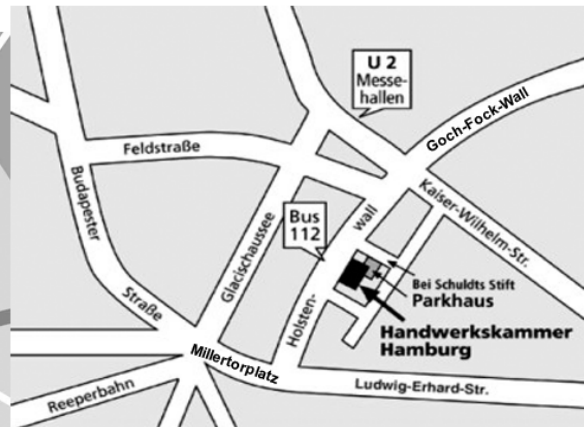 U 2
Messe-
hallen
Goch-Fock-Wall
Feldstraße
Kaiser-Wilhelm-Str.
Budapester
Straße
Glacischaussee
Bus
112
Holsten-
wall
Bei Schuldts Stift
Parkhaus
Handwerkskammer
Hamburg
Millertorplatz
Ludwig-Erhard-Str.
Reeperbahn